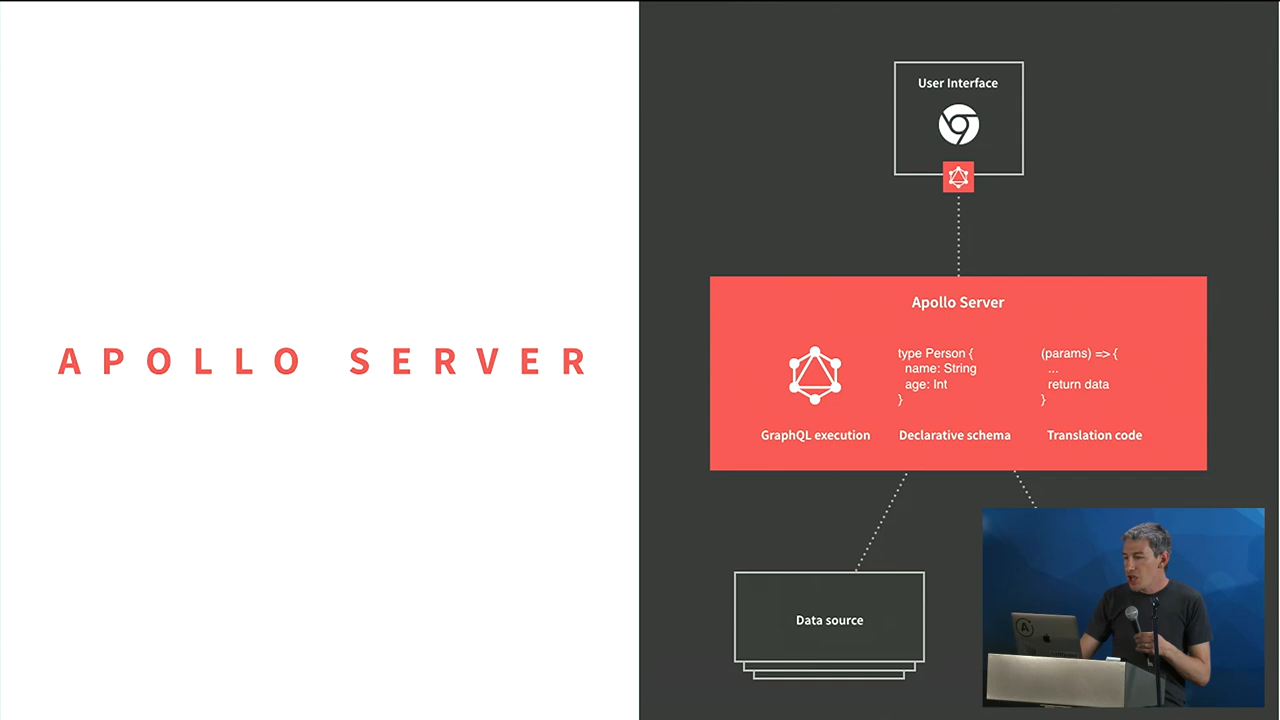 APOLLO SERVER
User Interface
Apollo Server
type Person {
name: String
age: Int
}
(params) => {
...
return data
}
GraphQL execution
Declarative schema
Translation code
Data source
A